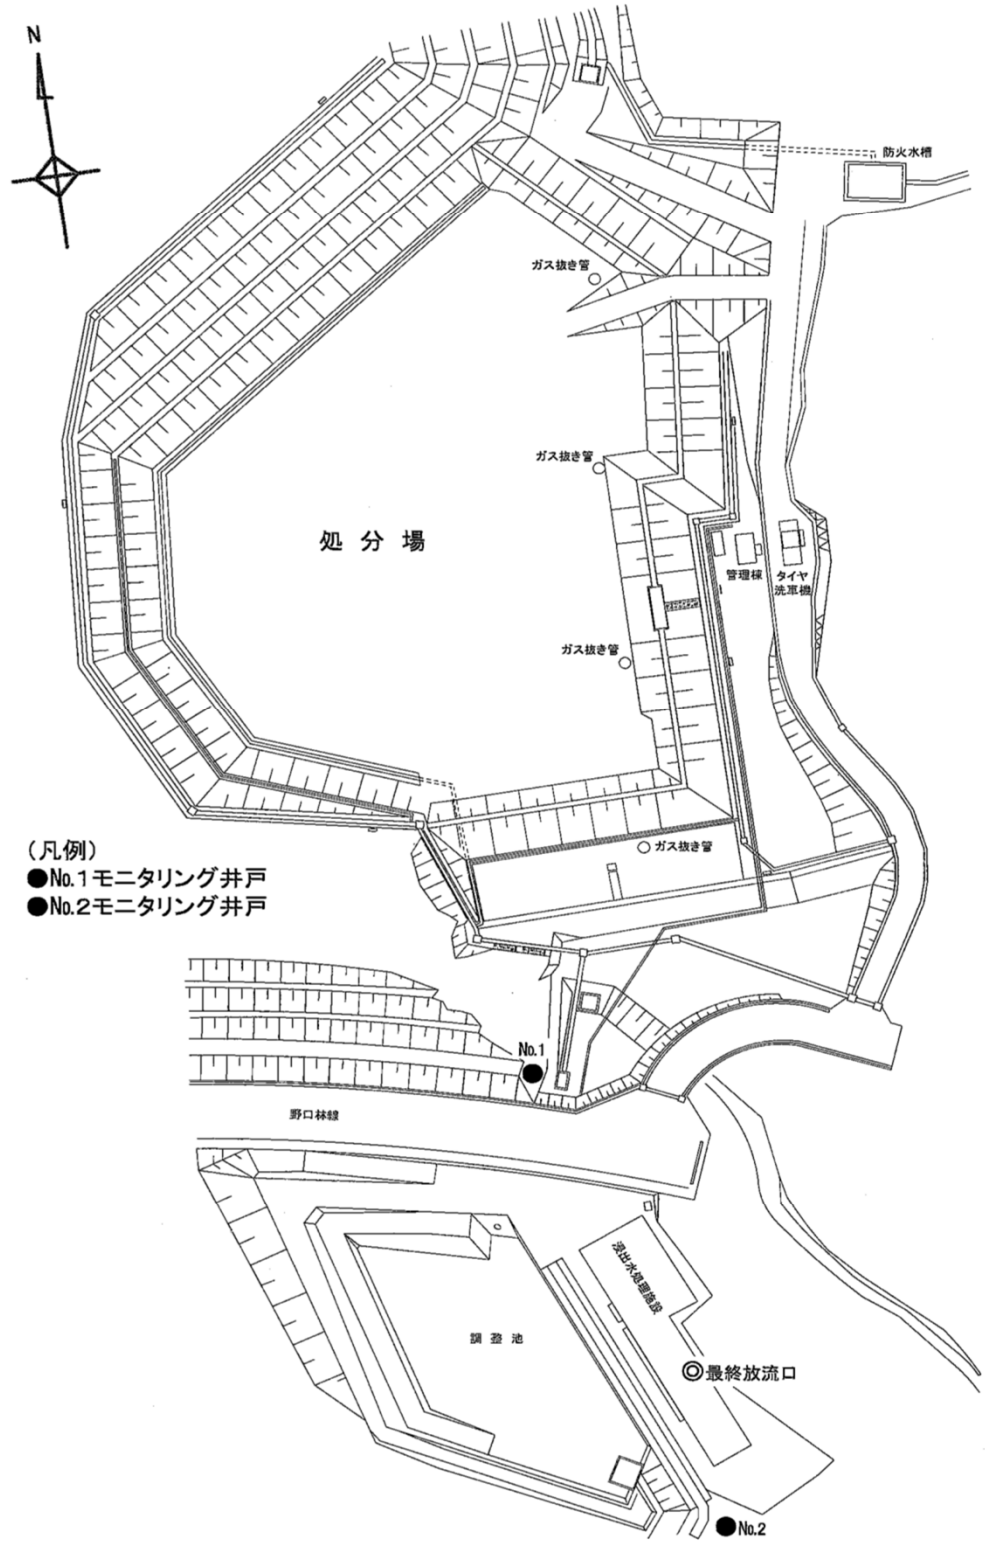 N
防火水槽
ガス抜き管
ガス抜き管
処分場
管理棟
タイヤ
洗車機
ガス抜き管
ガス抜き管
(凡例)
●No.1モニタリング井戸
●No.2モニタリング井戸
No.1
野口林線
浸出水処理施設
調整池
◎最終放流口
No.2